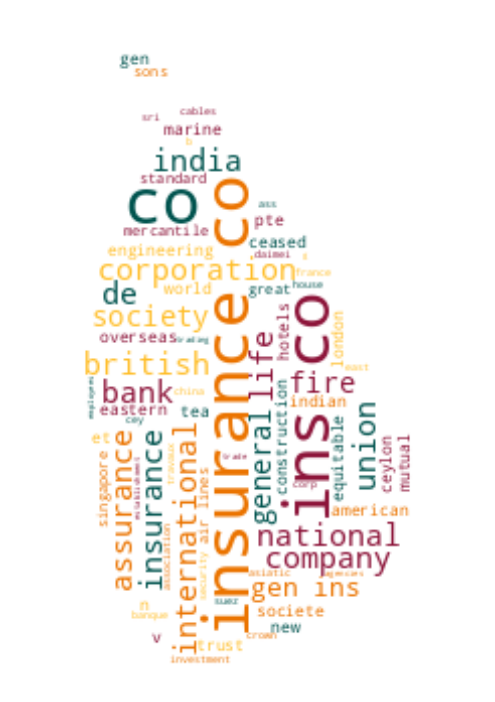 gen
sons
cables
sri
marine
b
india
standard
co
insurance co
ass
pte
mercantile
ceased
engineering
daimei
s
corporation
france
de
world
great
house
society
ins co
hotels
london
overseas
trading
life
british
east
bank
china
fire
employees
eastern
tea
indian
cey
general
construction
union
et
assurance
insurance
international
equitable
ceylon
mutual
singapore
establishment
travaux
trade
air lines
corp
american
association
security
national
company
asiatic
agencies
gen ins
n
suez
societe
banque
new
v
crown
trust
investment